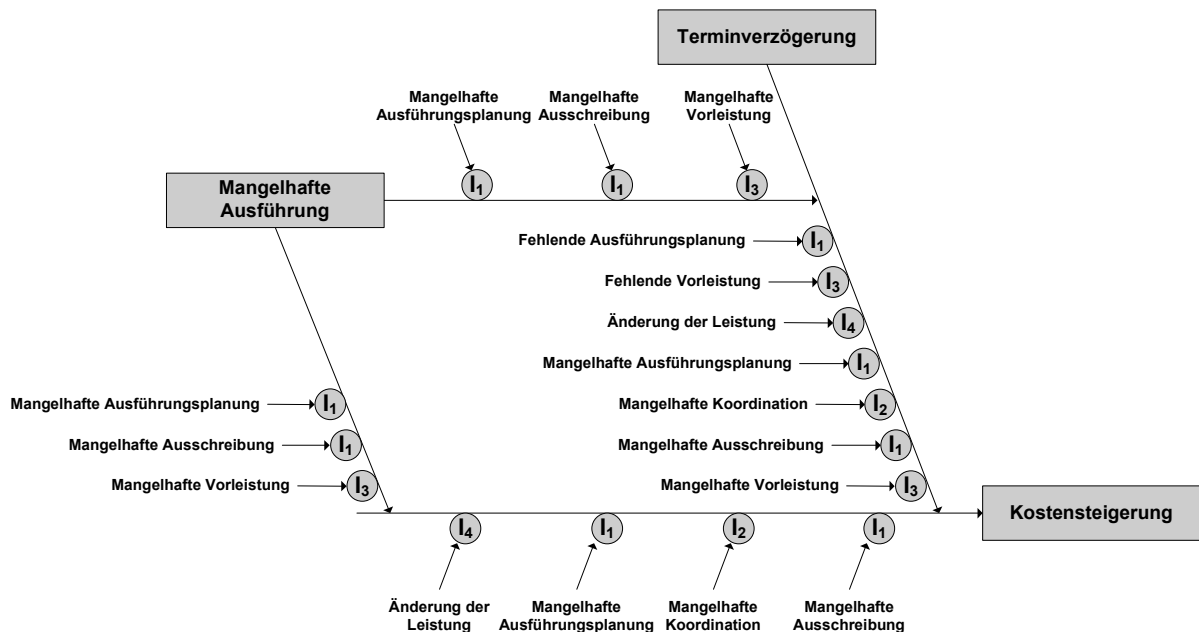 Terminverzögerung
Mangelhafte
Ausführungsplanung
Mangelhafte
Ausschreibung
Mangelhafte
Vorleistung
I₁
I₁
I₃
Mangelhafte
Ausführung
Fehlende Ausführungsplanung
I₁
Fehlende Vorleistung
I₃
Änderung der Leistung
I₄
Mangelhafte Ausführungsplanung
I₁
Mangelhafte Koordination
I₂
Mangelhafte Ausschreibung
I₁
Mangelhafte Vorleistung
I₃
Mangelhafte Ausführungsplanung
I₁
Mangelhafte Ausschreibung
I₁
Mangelhafte Vorleistung
I₃
Kostensteigerung
I₄
I₁
I₂
I₁
Änderung der
Leistung
Mangelhafte
Ausführungsplanung
Mangelhafte
Koordination
Mangelhafte
Ausschreibung